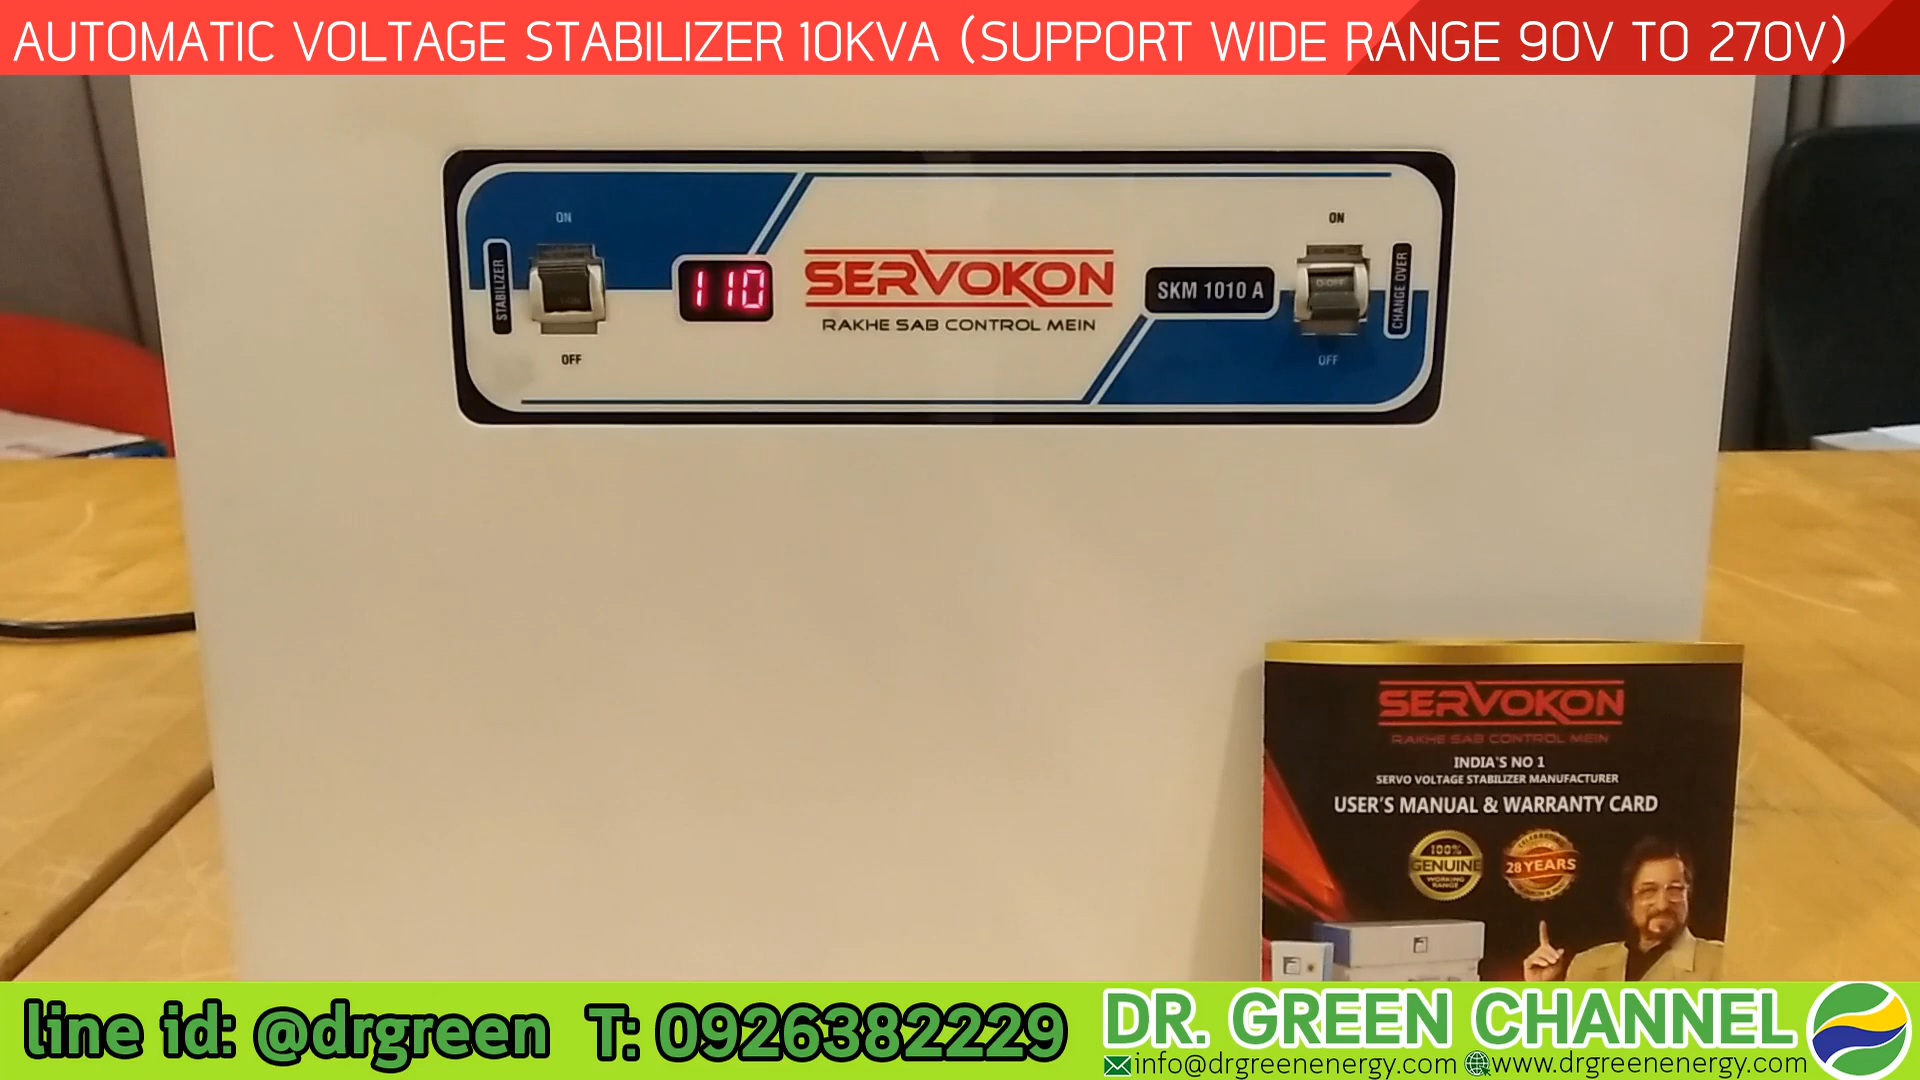 AUTOMATIC VOLTAGE STABILIZER 10KVA (SUPPORT WIDE RANGE 90V TO 270V)
ON
STABILIZER
OFF
110
SERVOKON
RAKHE SAB CONTROL MEIN
SKM 1010 A
ON
CHANGE OVER
OFF
SERVOKON
RAKHE SAB CONTROL MEIN
INDIA'S NO 1
SERVO VOLTAGE STABILIZER MANUFACTURER
USER'S MANUAL & WARRANTY CARD
100%
GENUINE
WORKING
RANGE
28 YEARS
line id: @drgreen T: 0926382229
DR. GREEN CHANNEL
info@drgreenenergy.com www.drgreenenergy.com